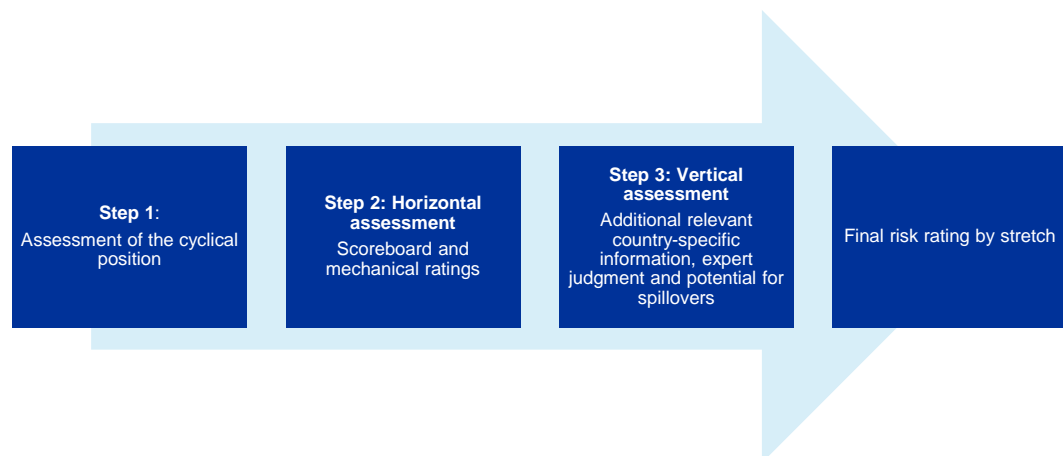 Step 1:
Assessment of the cyclical
position
Step 2: Horizontal
assessment
Scoreboard and
mechanical ratings
Step 3: Vertical
assessment
Additional relevant
country-specific
information, expert
judgment and potential for
spillovers
Final risk rating by stretch